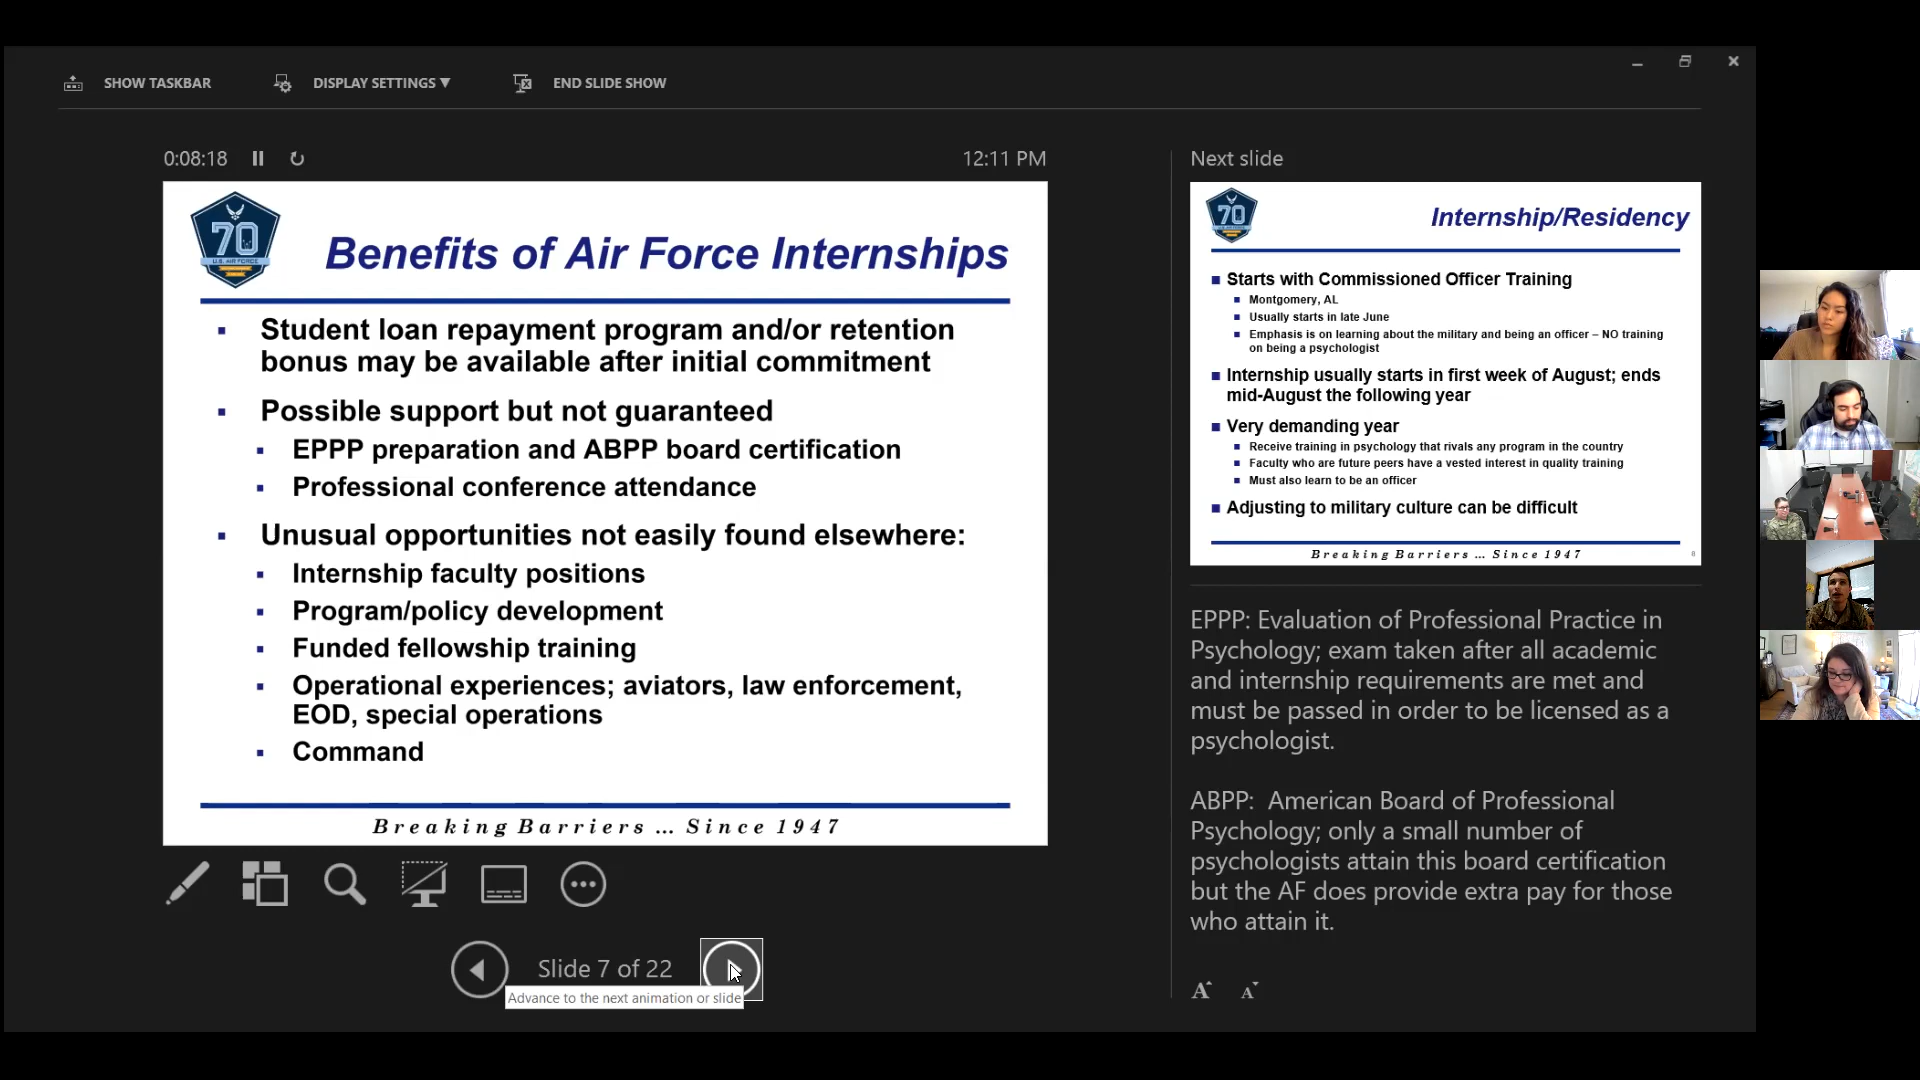 SHOW TASKBAR
DISPLAY SETTINGS ▼
END SLIDE SHOW
0:08:18
12:11 PM
70
U.S. AIR FORCE
Benefits of Air Force Internships
▪ Student loan repayment program and/or retention
bonus may be available after initial commitment
▪ Possible support but not guaranteed
▪ EPPP preparation and ABPP board certification
▪ Professional conference attendance
▪ Unusual opportunities not easily found elsewhere:
▪ Internship faculty positions
▪ Program/policy development
▪ Funded fellowship training
▪ Operational experiences; aviators, law enforcement,
EOD, special operations
▪ Command
Breaking Barriers ... Since 1947
Slide 7 of 22
Advance to the next animation or slide
Next slide
70
Internship/Residency
■ Starts with Commissioned Officer Training
■ Montgomery, AL
■ Usually starts in late June
■ Emphasis is on learning about the military and being an officer – NO training
on being a psychologist
■ Internship usually starts in first week of August; ends
mid-August the following year
■ Very demanding year
■ Receive training in psychology that rivals any program in the country
■ Faculty who are future peers have a vested interest in quality training
■ Must also learn to be an officer
■ Adjusting to military culture can be difficult
Breaking Barriers ... Since 1947
8
EPPP: Evaluation of Professional Practice in
Psychology; exam taken after all academic
and internship requirements are met and
must be passed in order to be licensed as a
psychologist.
ABPP:  American Board of Professional
Psychology; only a small number of
psychologists attain this board certification
but the AF does provide extra pay for those
who attain it.
A A